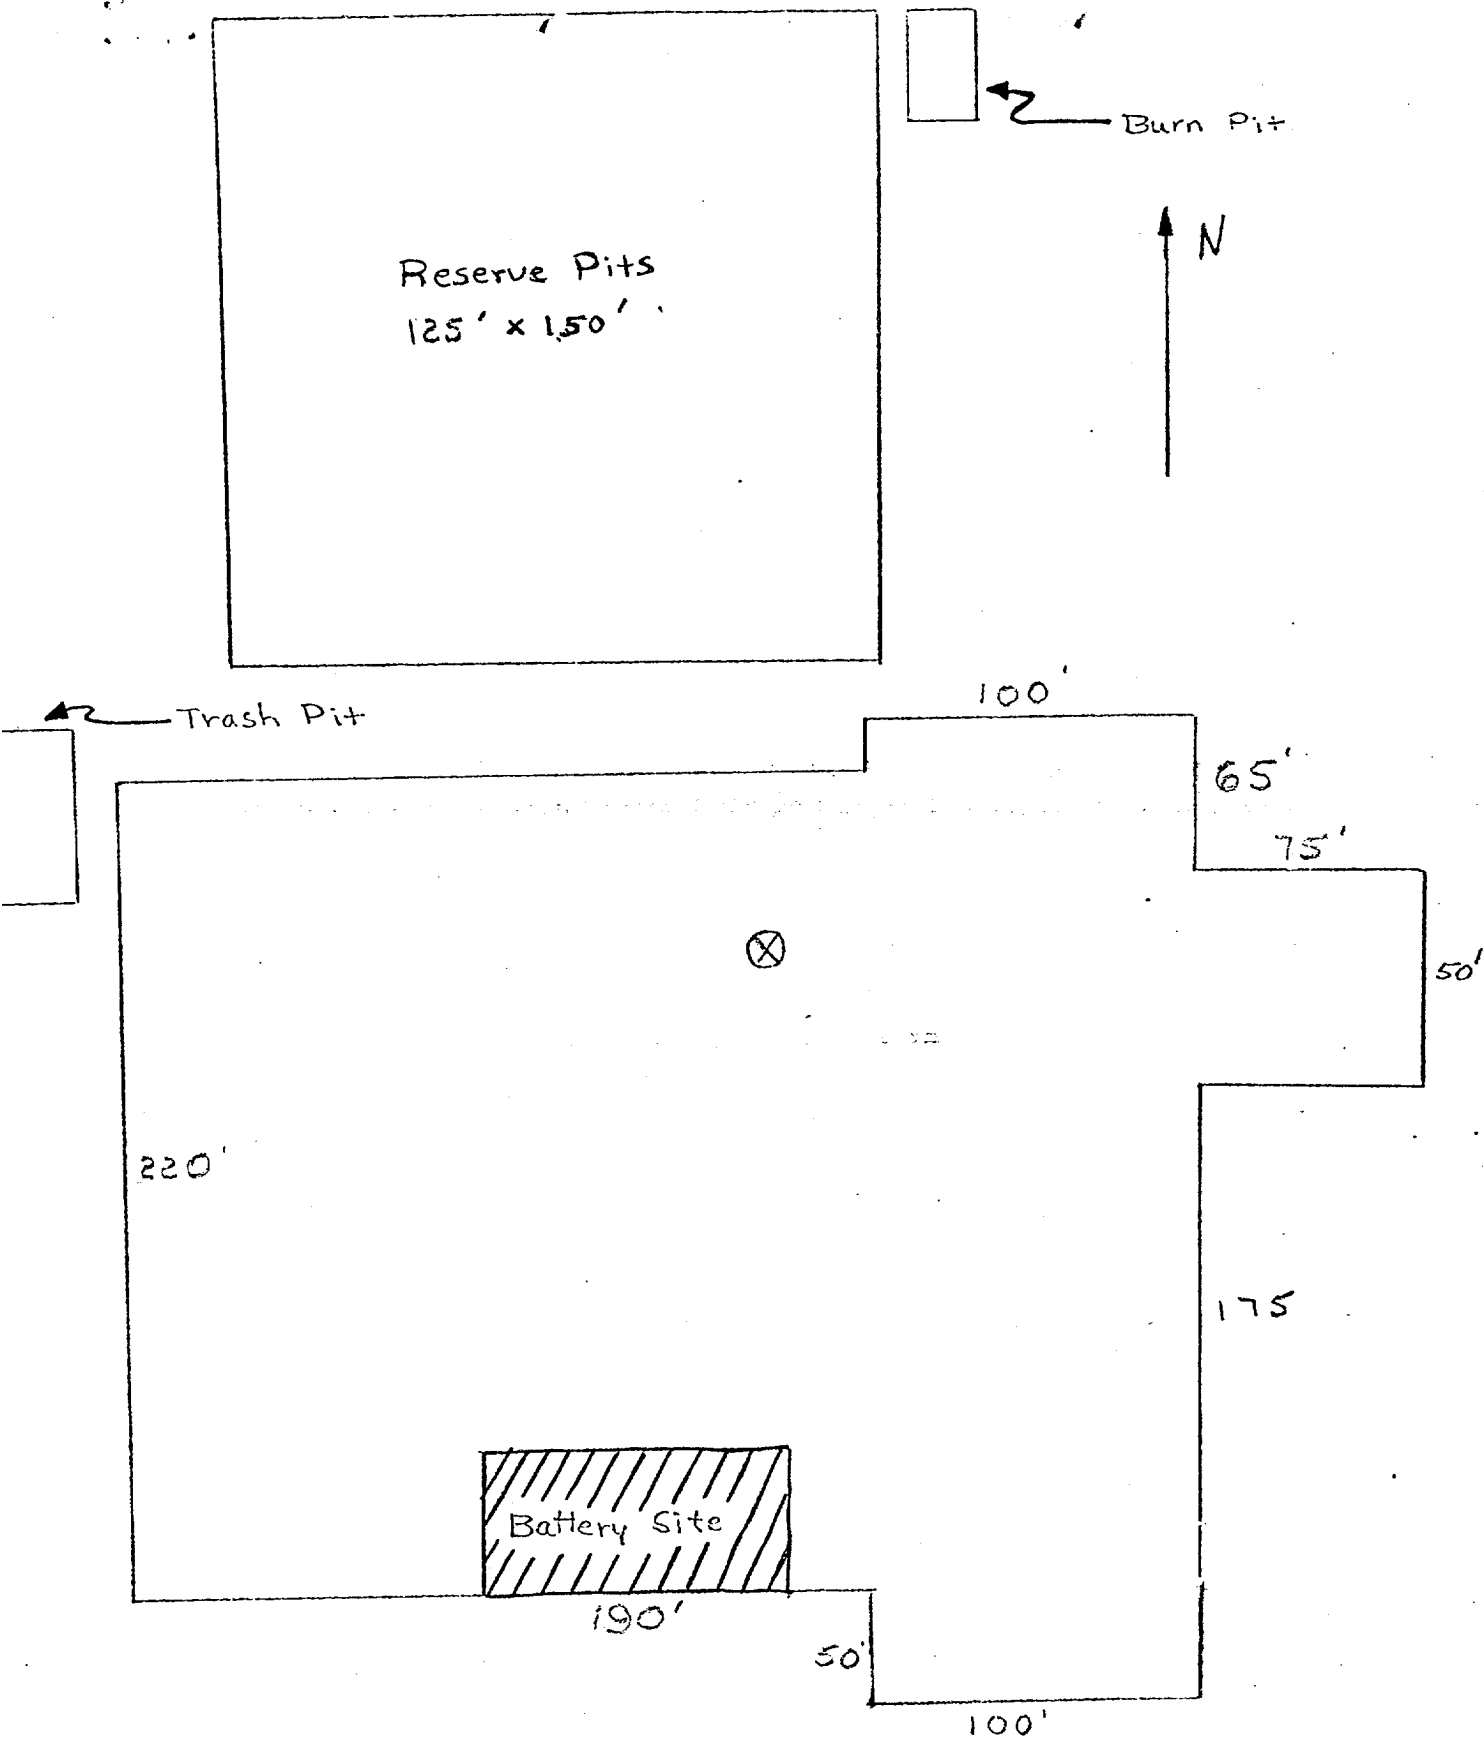 Burn Pit
N
Reserve Pits
125' x 150'
100'
Trash Pit
65'
75'
50'
220'
175
Battery Site
190'
50'
100'